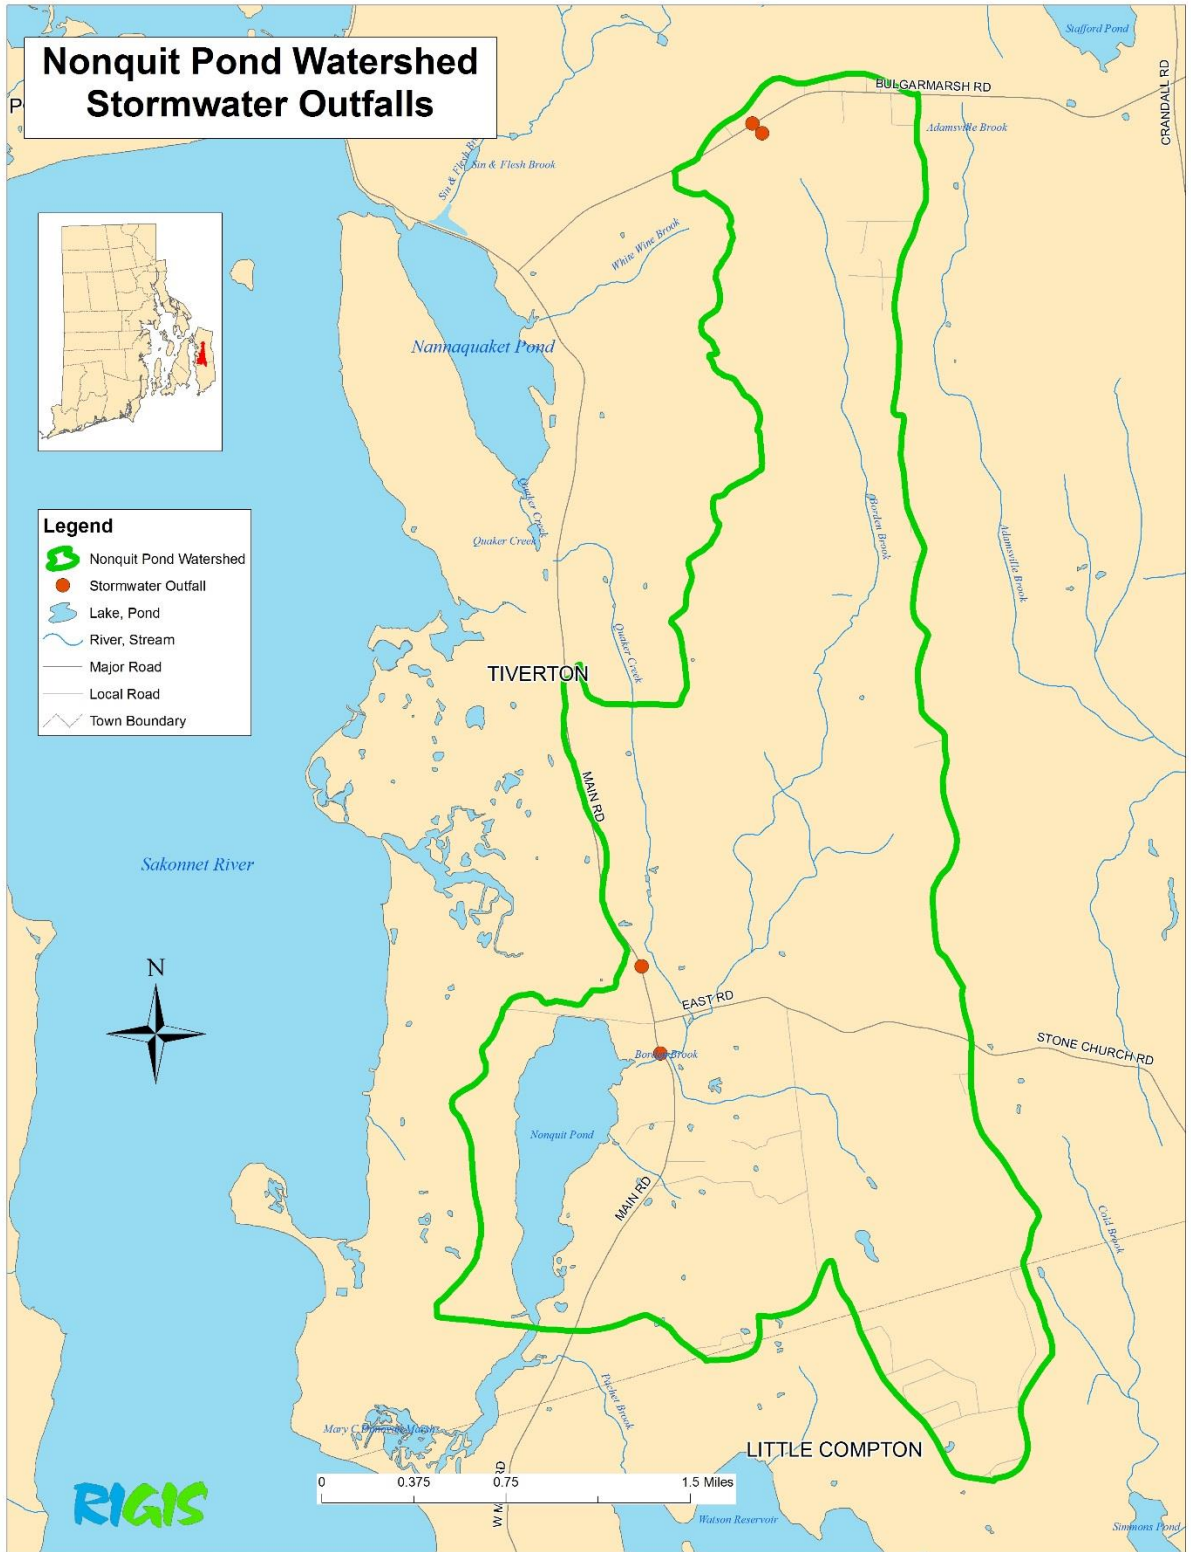 Nonquit Pond Watershed
Stormwater Outfalls
Stafford Pond
CRANDALL RD
BULGARMARSH RD
Adamsville Brook
Sin & Flesh Brook
White Wine Brook
Nannaquaket Pond
Quaker Creek
Quaker Creek
Borden Brook
Adamsville Brook
Quaker Creek
Legend
Nonquit Pond Watershed
Stormwater Outfall
Lake, Pond
River, Stream
Major Road
Local Road
Town Boundary
TIVERTON
MAIN RD
Sakonnet River
N
EAST RD
STONE CHURCH RD
Borden Brook
Nonquit Pond
MAIN RD
Cold Brook
Pachet Brook
LITTLE COMPTON
0 0.375 0.75 1.5 Miles
RIGIS
Watson Reservoir
Simmons Pond